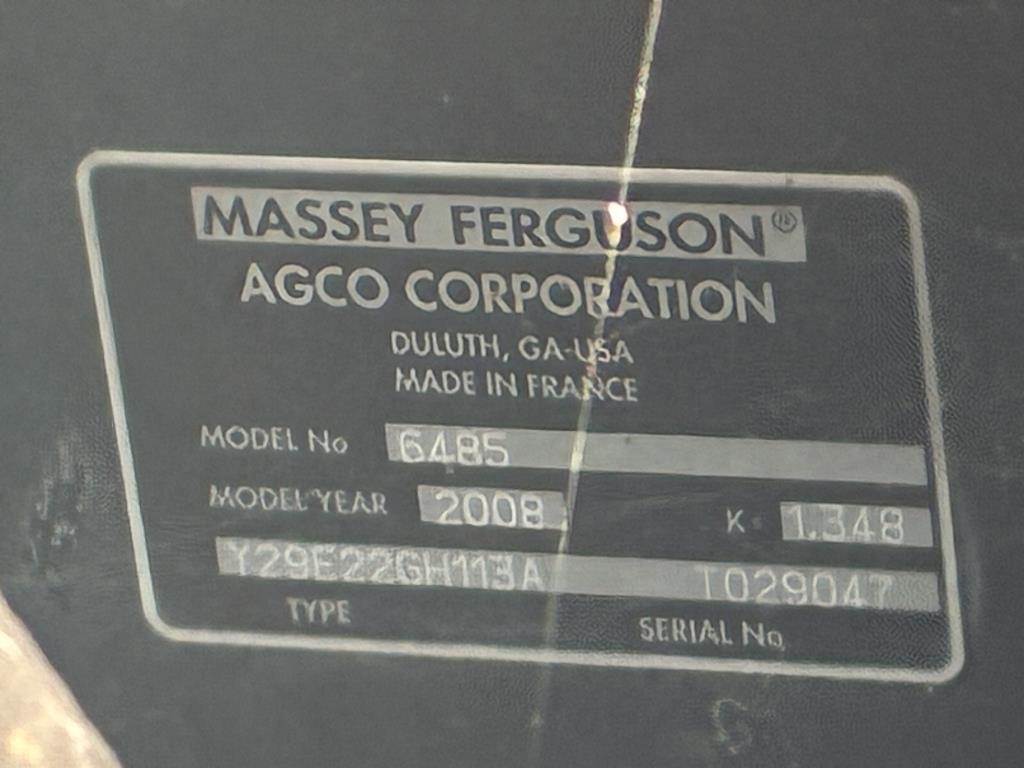 MASSEY FERGUSON®
AGCO CORPORATION
DULUTH, GA-USA
MADE IN FRANCE
MODEL No 6485
MODEL YEAR 2008 K 1.348
Y29E22GH113A T029047
TYPE SERIAL No